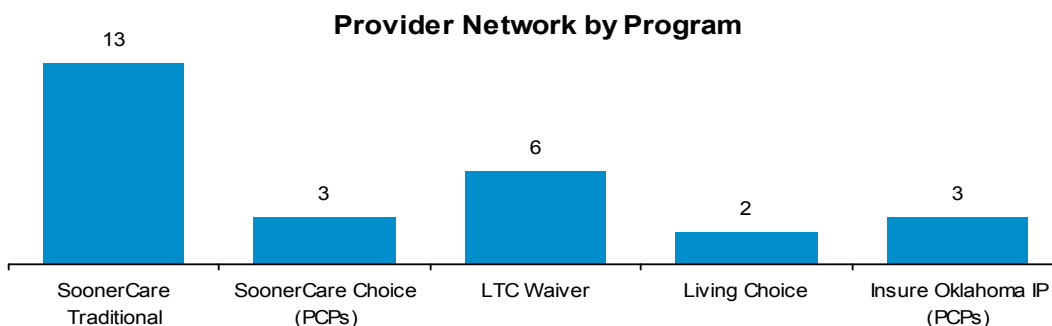 Provider Network by Program
13
3
6
2
3
SoonerCare
Traditional
SoonerCare Choice
(PCPs)
LTC Waiver
Living Choice
Insure Oklahoma IP
(PCPs)